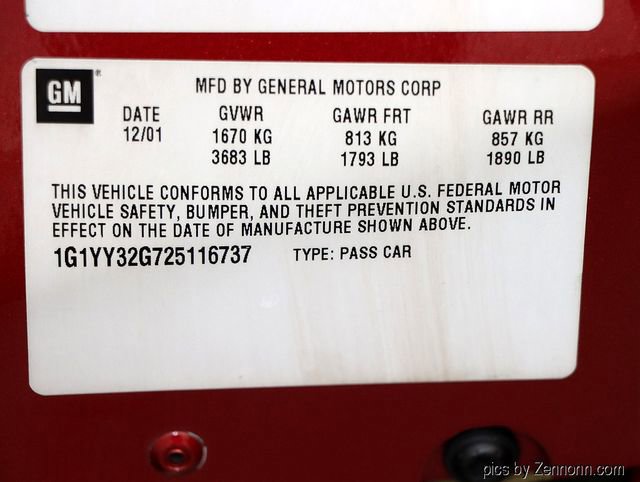 GM
MFD BY GENERAL MOTORS CORP
DATE GVWR GAWR FRT GAWR RR
12/01 1670 KG 813 KG 857 KG
3683 LB 1793 LB 1890 LB
THIS VEHICLE CONFORMS TO ALL APPLICABLE U.S. FEDERAL MOTOR
VEHICLE SAFETY, BUMPER, AND THEFT PREVENTION STANDARDS IN
EFFECT ON THE DATE OF MANUFACTURE SHOWN ABOVE.
1G1YY32G725116737 TYPE: PASS CAR
pics by Zennonn.com